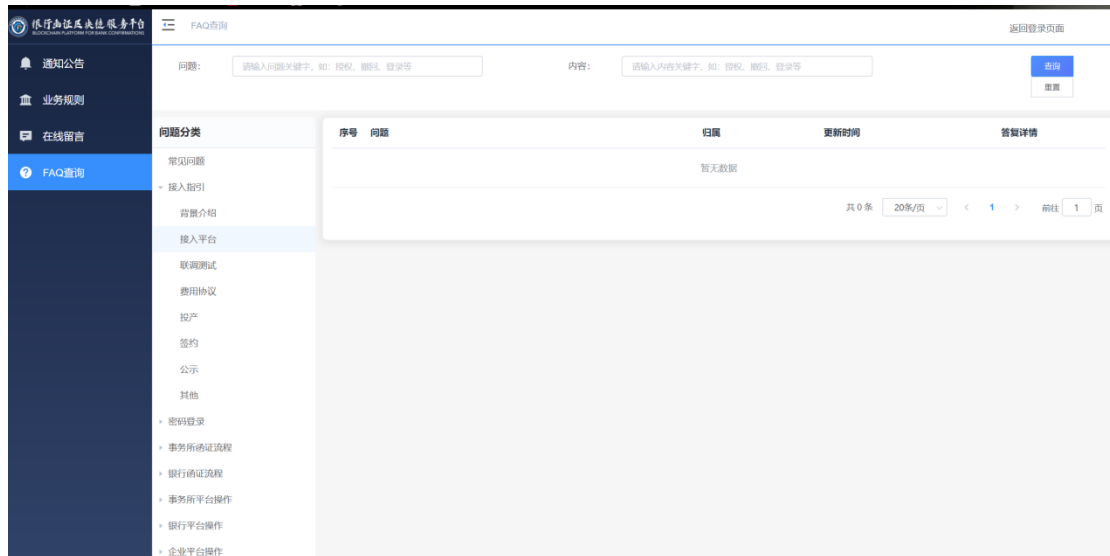 银行函证区块链服务平台
BLOCKCHAIN PLATFORM FOR BANK CONFIRMATIONS
FAQ查询
返回登录页面
通知公告
业务规则
在线留言
FAQ查询
问题:
请输入问题关键字, 如: 授权、撤回、登录等
内容:
请输入内容关键字, 如: 授权、撤回、登录等
查询
重置
问题分类
常见问题
接入指引
背景介绍
接入平台
联调测试
费用协议
投产
签约
公示
其他
密码登录
事务所函证流程
银行函证流程
事务所平台操作
银行平台操作
企业平台操作
序号 问题 归属 更新时间 答复详情
暂无数据
共 0 条 20条/页 < 1 > 前往 1 页